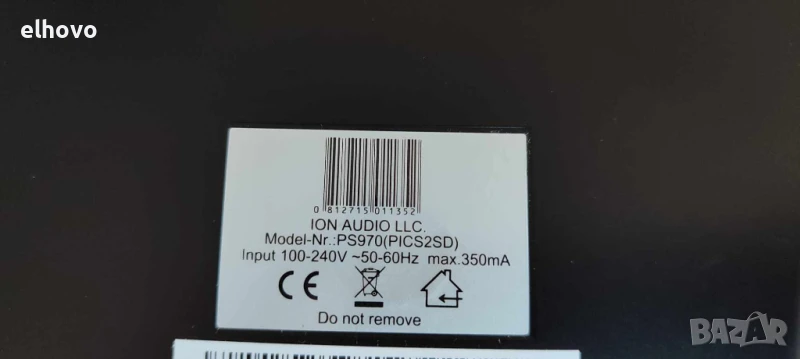 elhovo
0 812715 011352
ION AUDIO LLC.
Model-Nr.:PS970(PICS2SD)
Input 100-240V ~50-60Hz max.350mA
CE
Do not remove
BAZAR